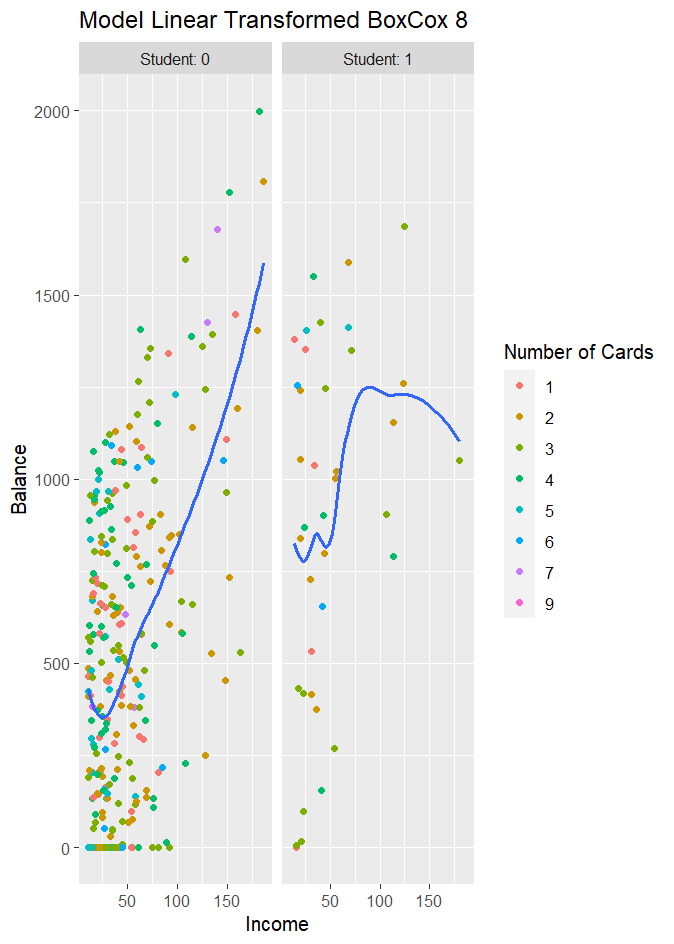 Model Linear Transformed BoxCox 8
Student: 0
Student: 1
2000
1500
1000
500
0
Balance
50 100 150
50 100 150
Income
Number of Cards
1
2
3
4
5
6
7
9